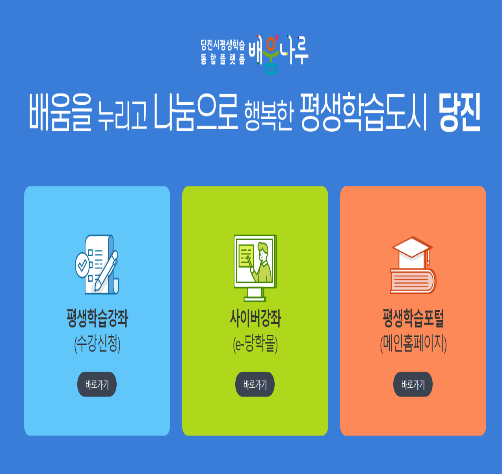 당진시평생학습
통합플랫폼
배우나루
배움을 누리고 나눔으로 행복한 평생학습도시 당진
평생학습강좌
(수강신청)
바로가기
사이버강좌
(e-당학몰)
바로가기
평생학습포털
(메인홈페이지)
바로가기